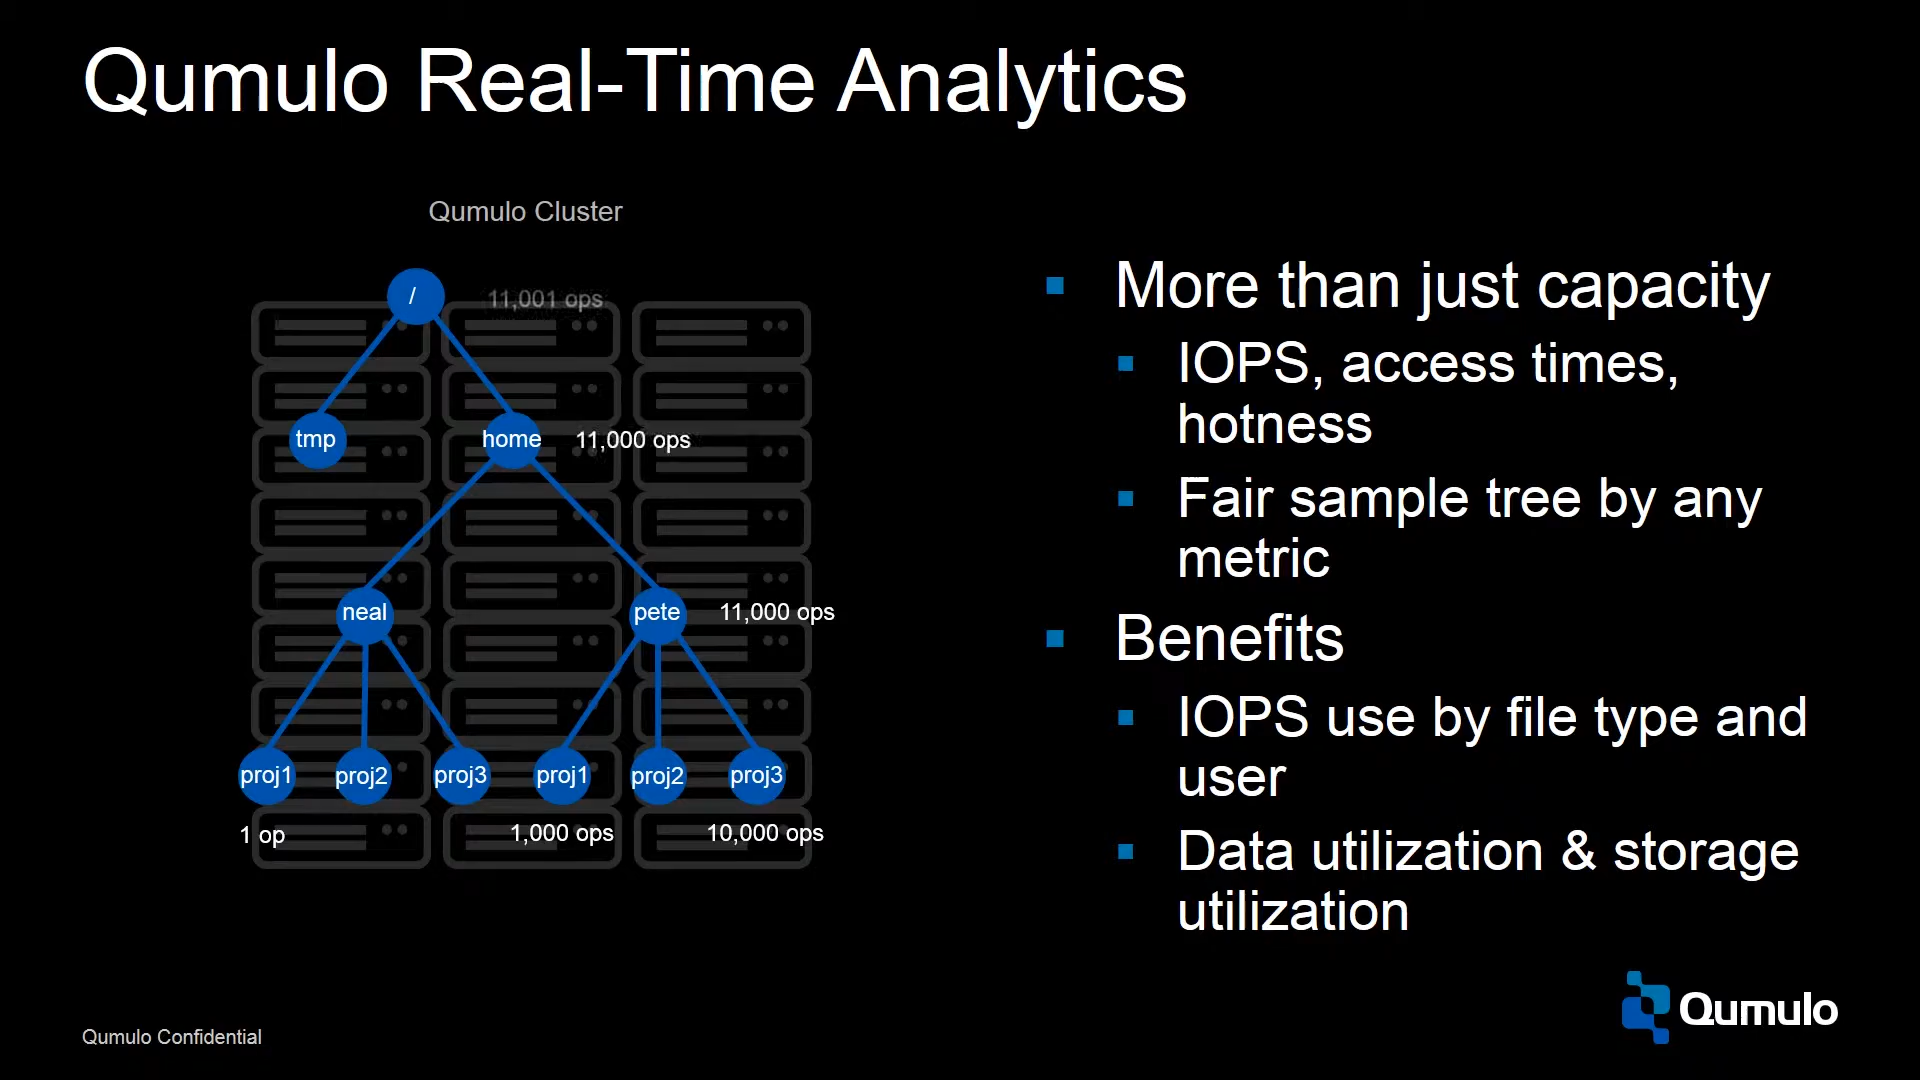 Qumulo Real-Time Analytics
Qumulo Cluster
/
11,001 ops
tmp
home
11,000 ops
neal
pete
11,000 ops
proj1
proj2
proj3
proj1
proj2
proj3
1 op
1,000 ops
10,000 ops
More than just capacity
IOPS, access times,
hotness
Fair sample tree by any
metric
Benefits
IOPS use by file type and
user
Data utilization & storage
utilization
Qumulo
Qumulo Confidential